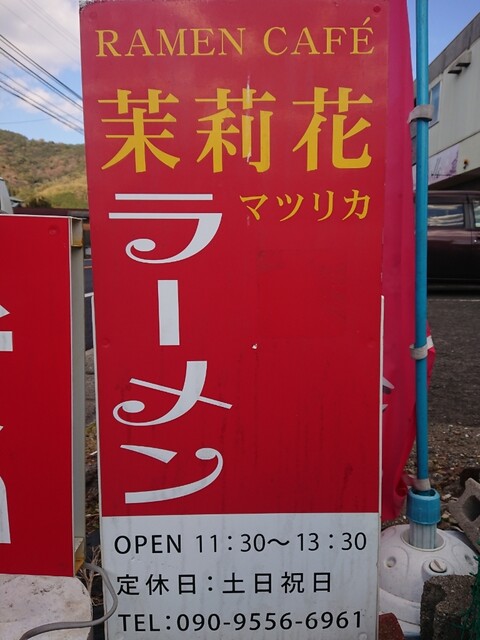 RAMEN CAFÉ
茉莉花
マツリカ
ラーメン
OPEN 11:30～13:30
定休日:土日祝日
TEL:090-9556-6961